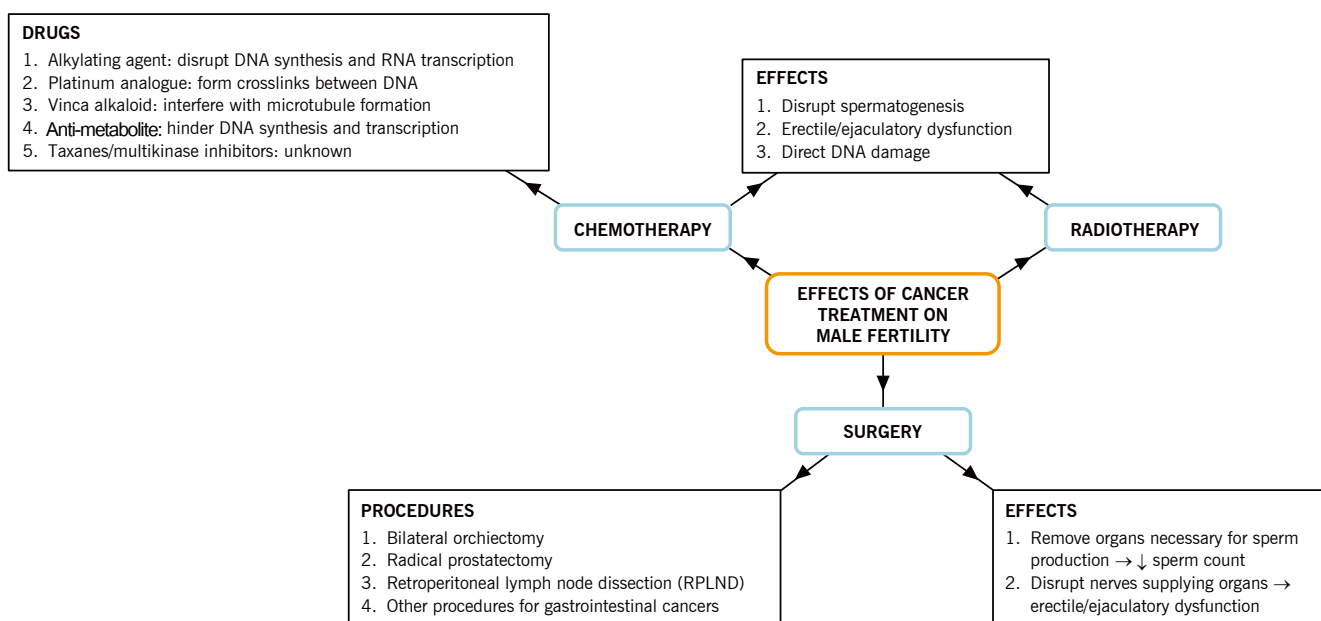 DRUGS
1. Alkylating agent: disrupt DNA synthesis and RNA transcription
2. Platinum analogue: form crosslinks between DNA
3. Vinca alkaloid: interfere with microtubule formation
4. Anti-metabolite: hinder DNA synthesis and transcription
5. Taxanes/multikinase inhibitors: unknown
EFFECTS
1. Disrupt spermatogenesis
2. Erectile/ejaculatory dysfunction
3. Direct DNA damage
CHEMOTHERAPY
RADIOTHERAPY
EFFECTS OF CANCER
TREATMENT ON
MALE FERTILITY
SURGERY
PROCEDURES
1. Bilateral orchiectomy
2. Radical prostatectomy
3. Retroperitoneal lymph node dissection (RPLND)
4. Other procedures for gastrointestinal cancers
EFFECTS
1. Remove organs necessary for sperm
production → ↓ sperm count
2. Disrupt nerves supplying organs →
erectile/ejaculatory dysfunction